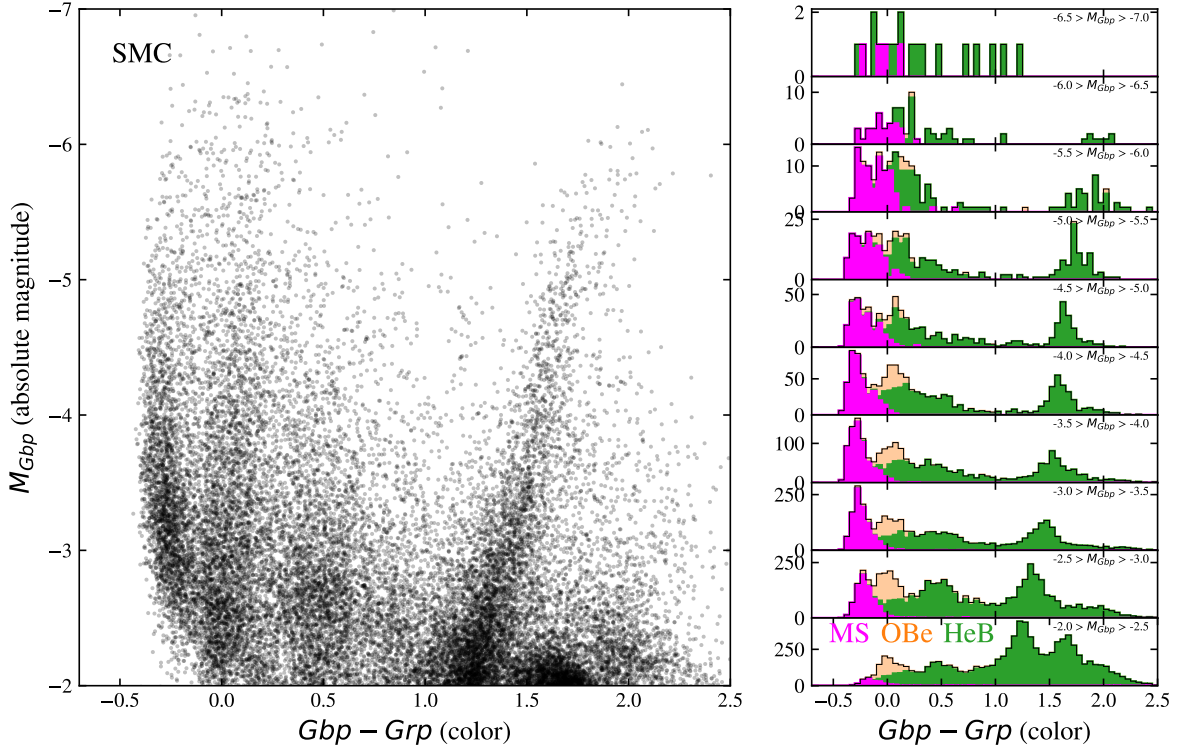 SMC
−7
−6
−5
−4
−3
−2
M_Gbp (absolute magnitude)
−0.5 0.0 0.5 1.0 1.5 2.0 2.5
Gbp − Grp (color)
2
0
-6.5 > M_Gbp > -7.0
10
0
-6.0 > M_Gbp > -6.5
10
0
-5.5 > M_Gbp > -6.0
25
0
-5.0 > M_Gbp > -5.5
50
0
-4.5 > M_Gbp > -5.0
50
0
-4.0 > M_Gbp > -4.5
100
0
-3.5 > M_Gbp > -4.0
250
0
-3.0 > M_Gbp > -3.5
250
0
-2.5 > M_Gbp > -3.0
MS OBe HeB
250
0
-2.0 > M_Gbp > -2.5
−0.5 0.0 0.5 1.0 1.5 2.0 2.5
Gbp − Grp (color)